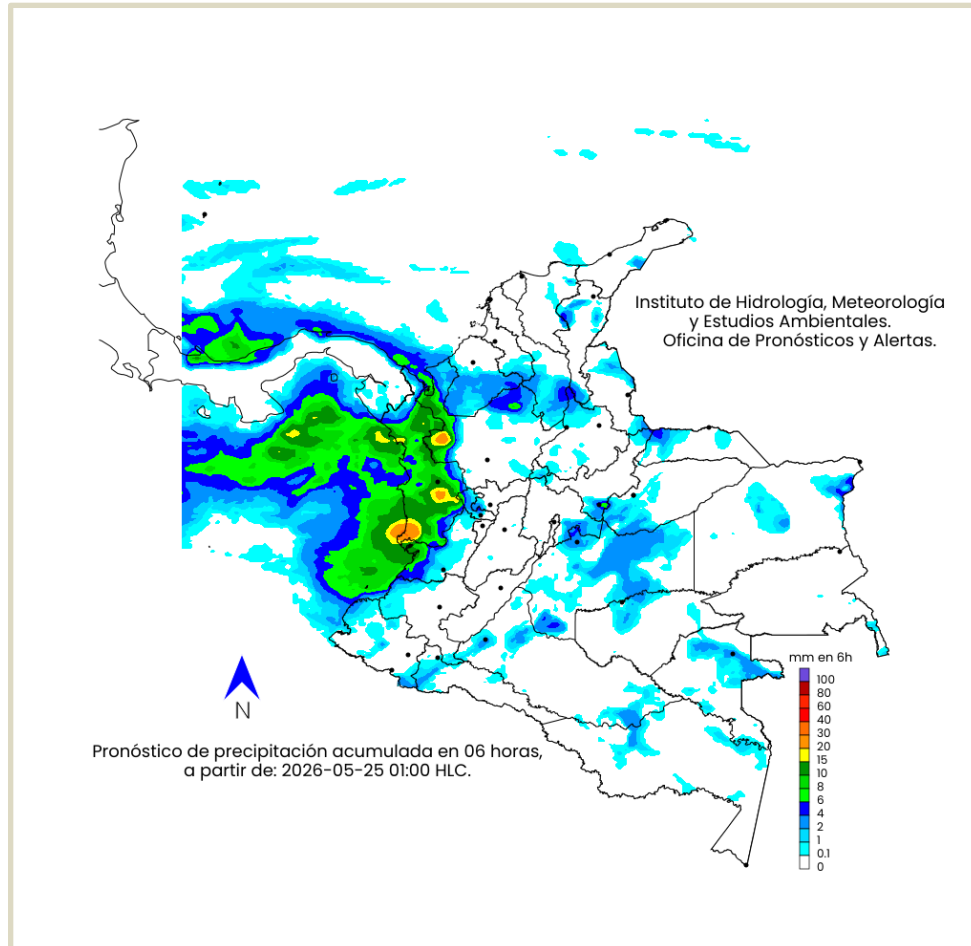 Instituto de Hidrología, Meteorología
y Estudios Ambientales.
Oficina de Pronósticos y Alertas.
mm en 6h
100
80
60
40
30
20
15
10
8
6
4
2
1
0.1
0
N
Pronóstico de precipitación acumulada en 06 horas,
a partir de: 2026-05-25 01:00 HLC.